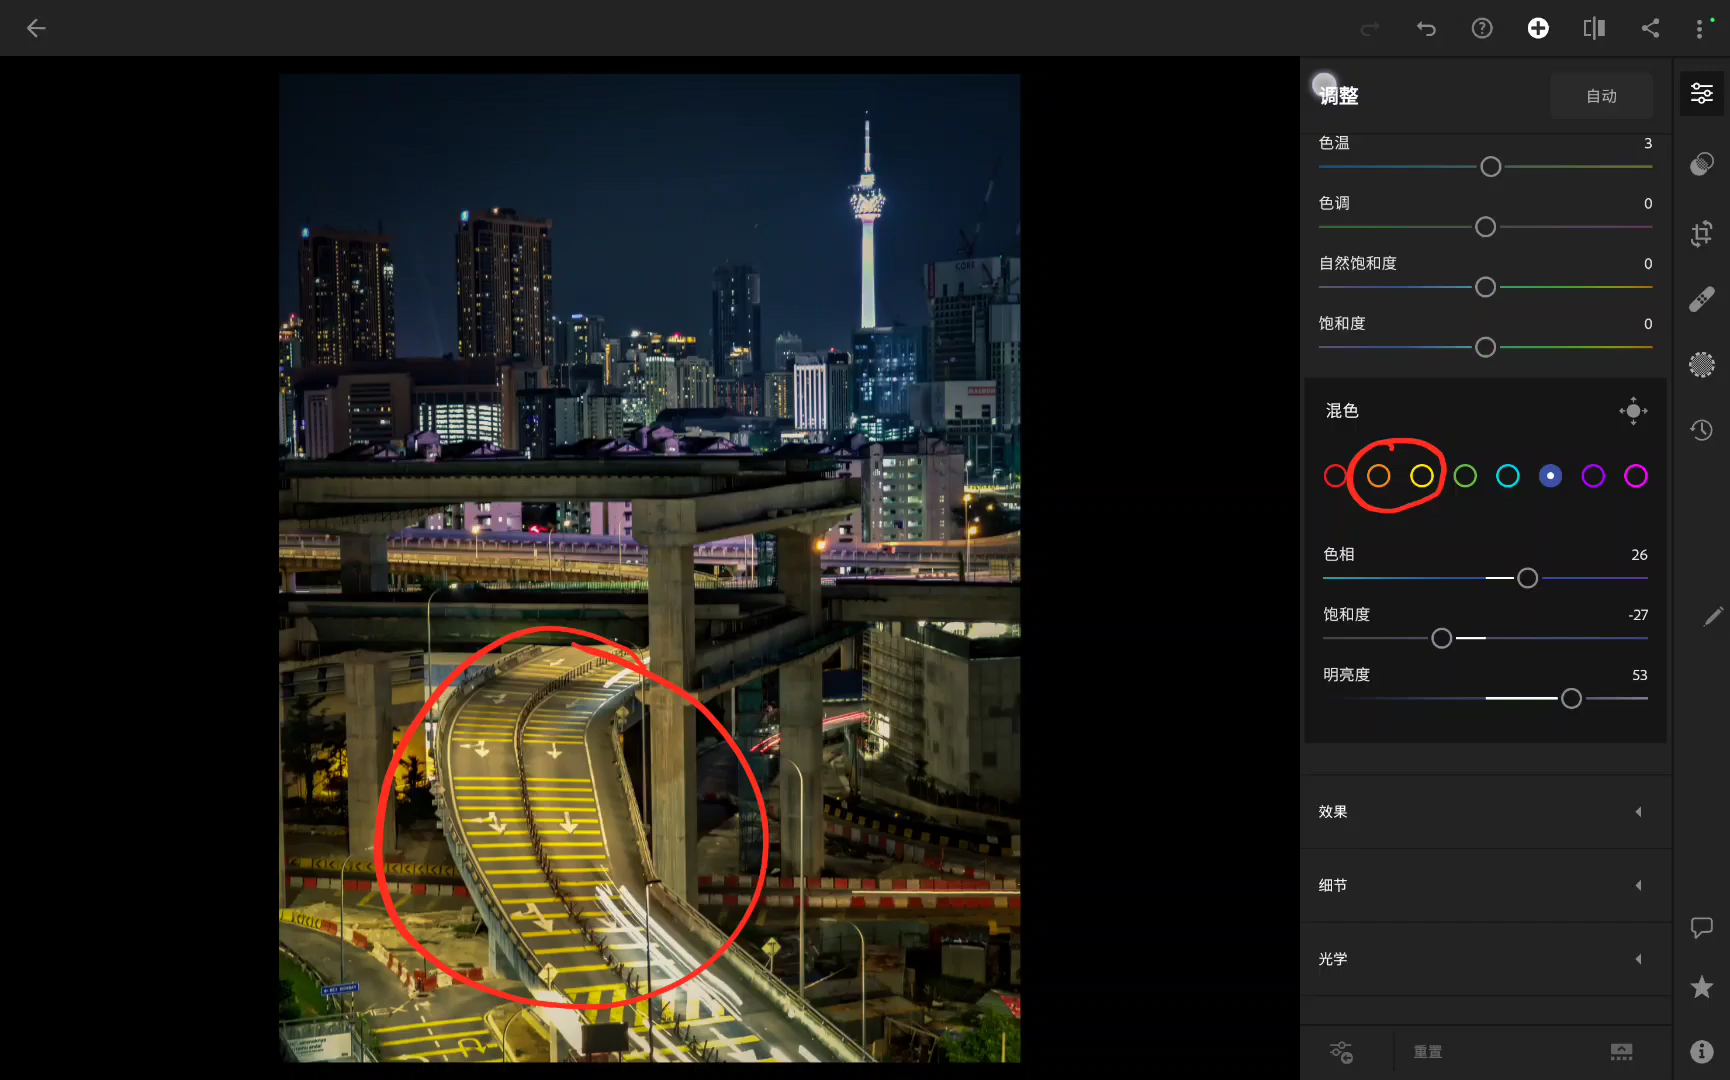 调整
自动
色温 3
色调 0
自然饱和度 0
饱和度 0
混色
色相 26
饱和度 -27
明亮度 53
效果
细节
光学
重置
CORE